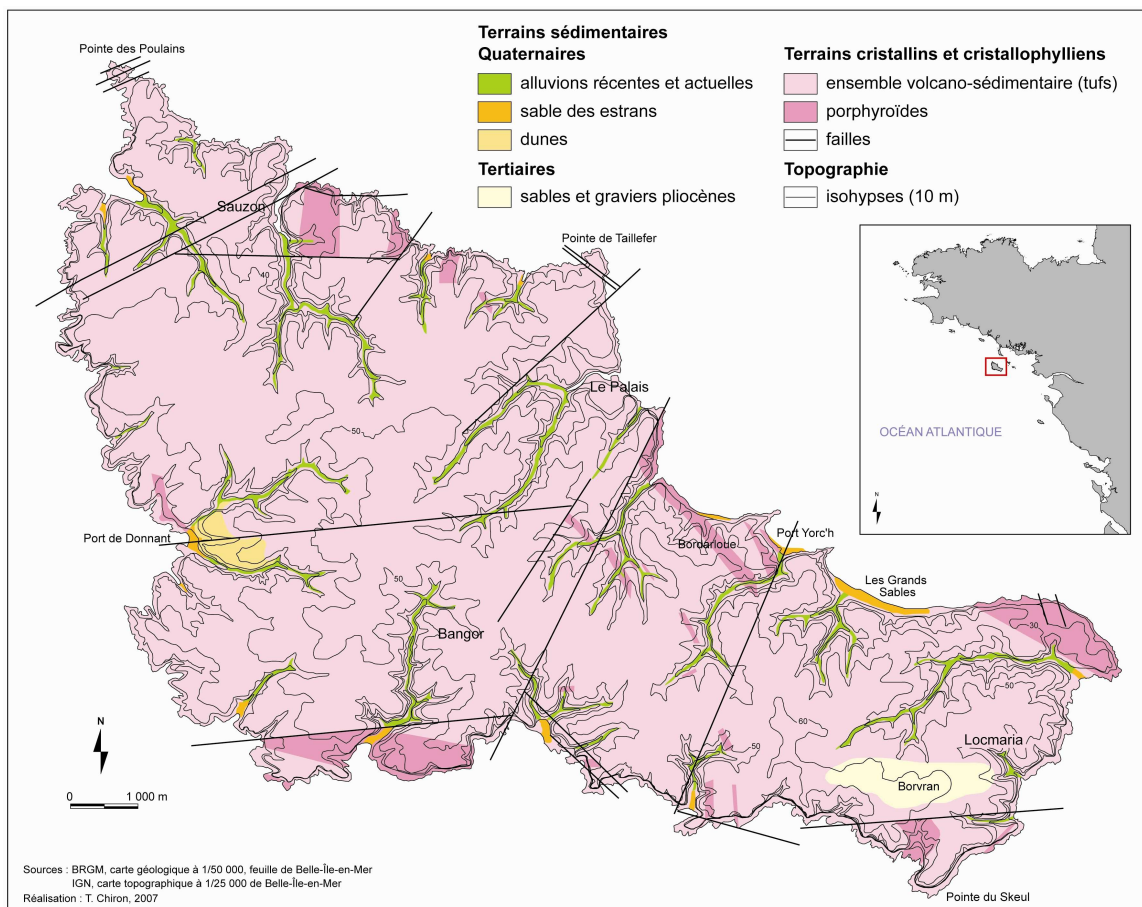 Terrains sédimentaires
Quaternaires
alluvions récentes et actuelles
sable des estrans
dunes
Tertiaires
sables et graviers pliocènes
Terrains cristallins et cristallophylliens
ensemble volcano-sédimentaire (tufs)
porphyroïdes
failles
Topographie
isohypses (10 m)
Pointe des Poulains
Sauzon
Pointe de Taillefer
40
Le Palais
50
Port de Donnant
Bordarloue
Port Yorc'h
Les Grands
Sables
30
50
Bangor
50
60
50
Locmaria
Borvran
Pointe du Skeul
OCÉAN ATLANTIQUE
N
N
0
1 000 m
Sources : BRGM, carte géologique à 1/50 000, feuille de Belle-Île-en-Mer
IGN, carte topographique à 1/25 000 de Belle-Île-en-Mer
Réalisation : T. Chiron, 2007